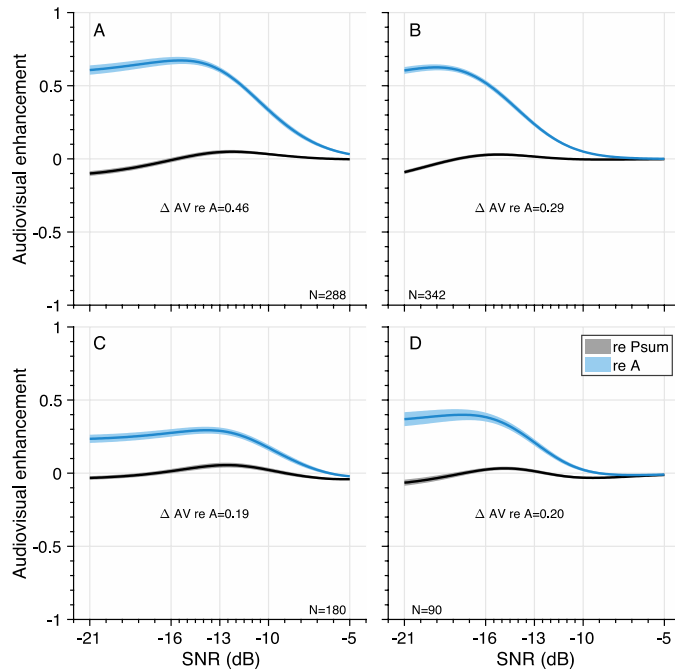 A
B
1
0.5
0
-0.5
-1
Audiovisual enhancement
Δ AV re A=0.46
Δ AV re A=0.29
N=288
N=342
C
D
re Psum
re A
1
0.5
0
-0.5
-1
Audiovisual enhancement
Δ AV re A=0.19
Δ AV re A=0.20
N=180
N=90
-21 -16 -13 -10 -5
-21 -16 -13 -10 -5
SNR (dB)
SNR (dB)